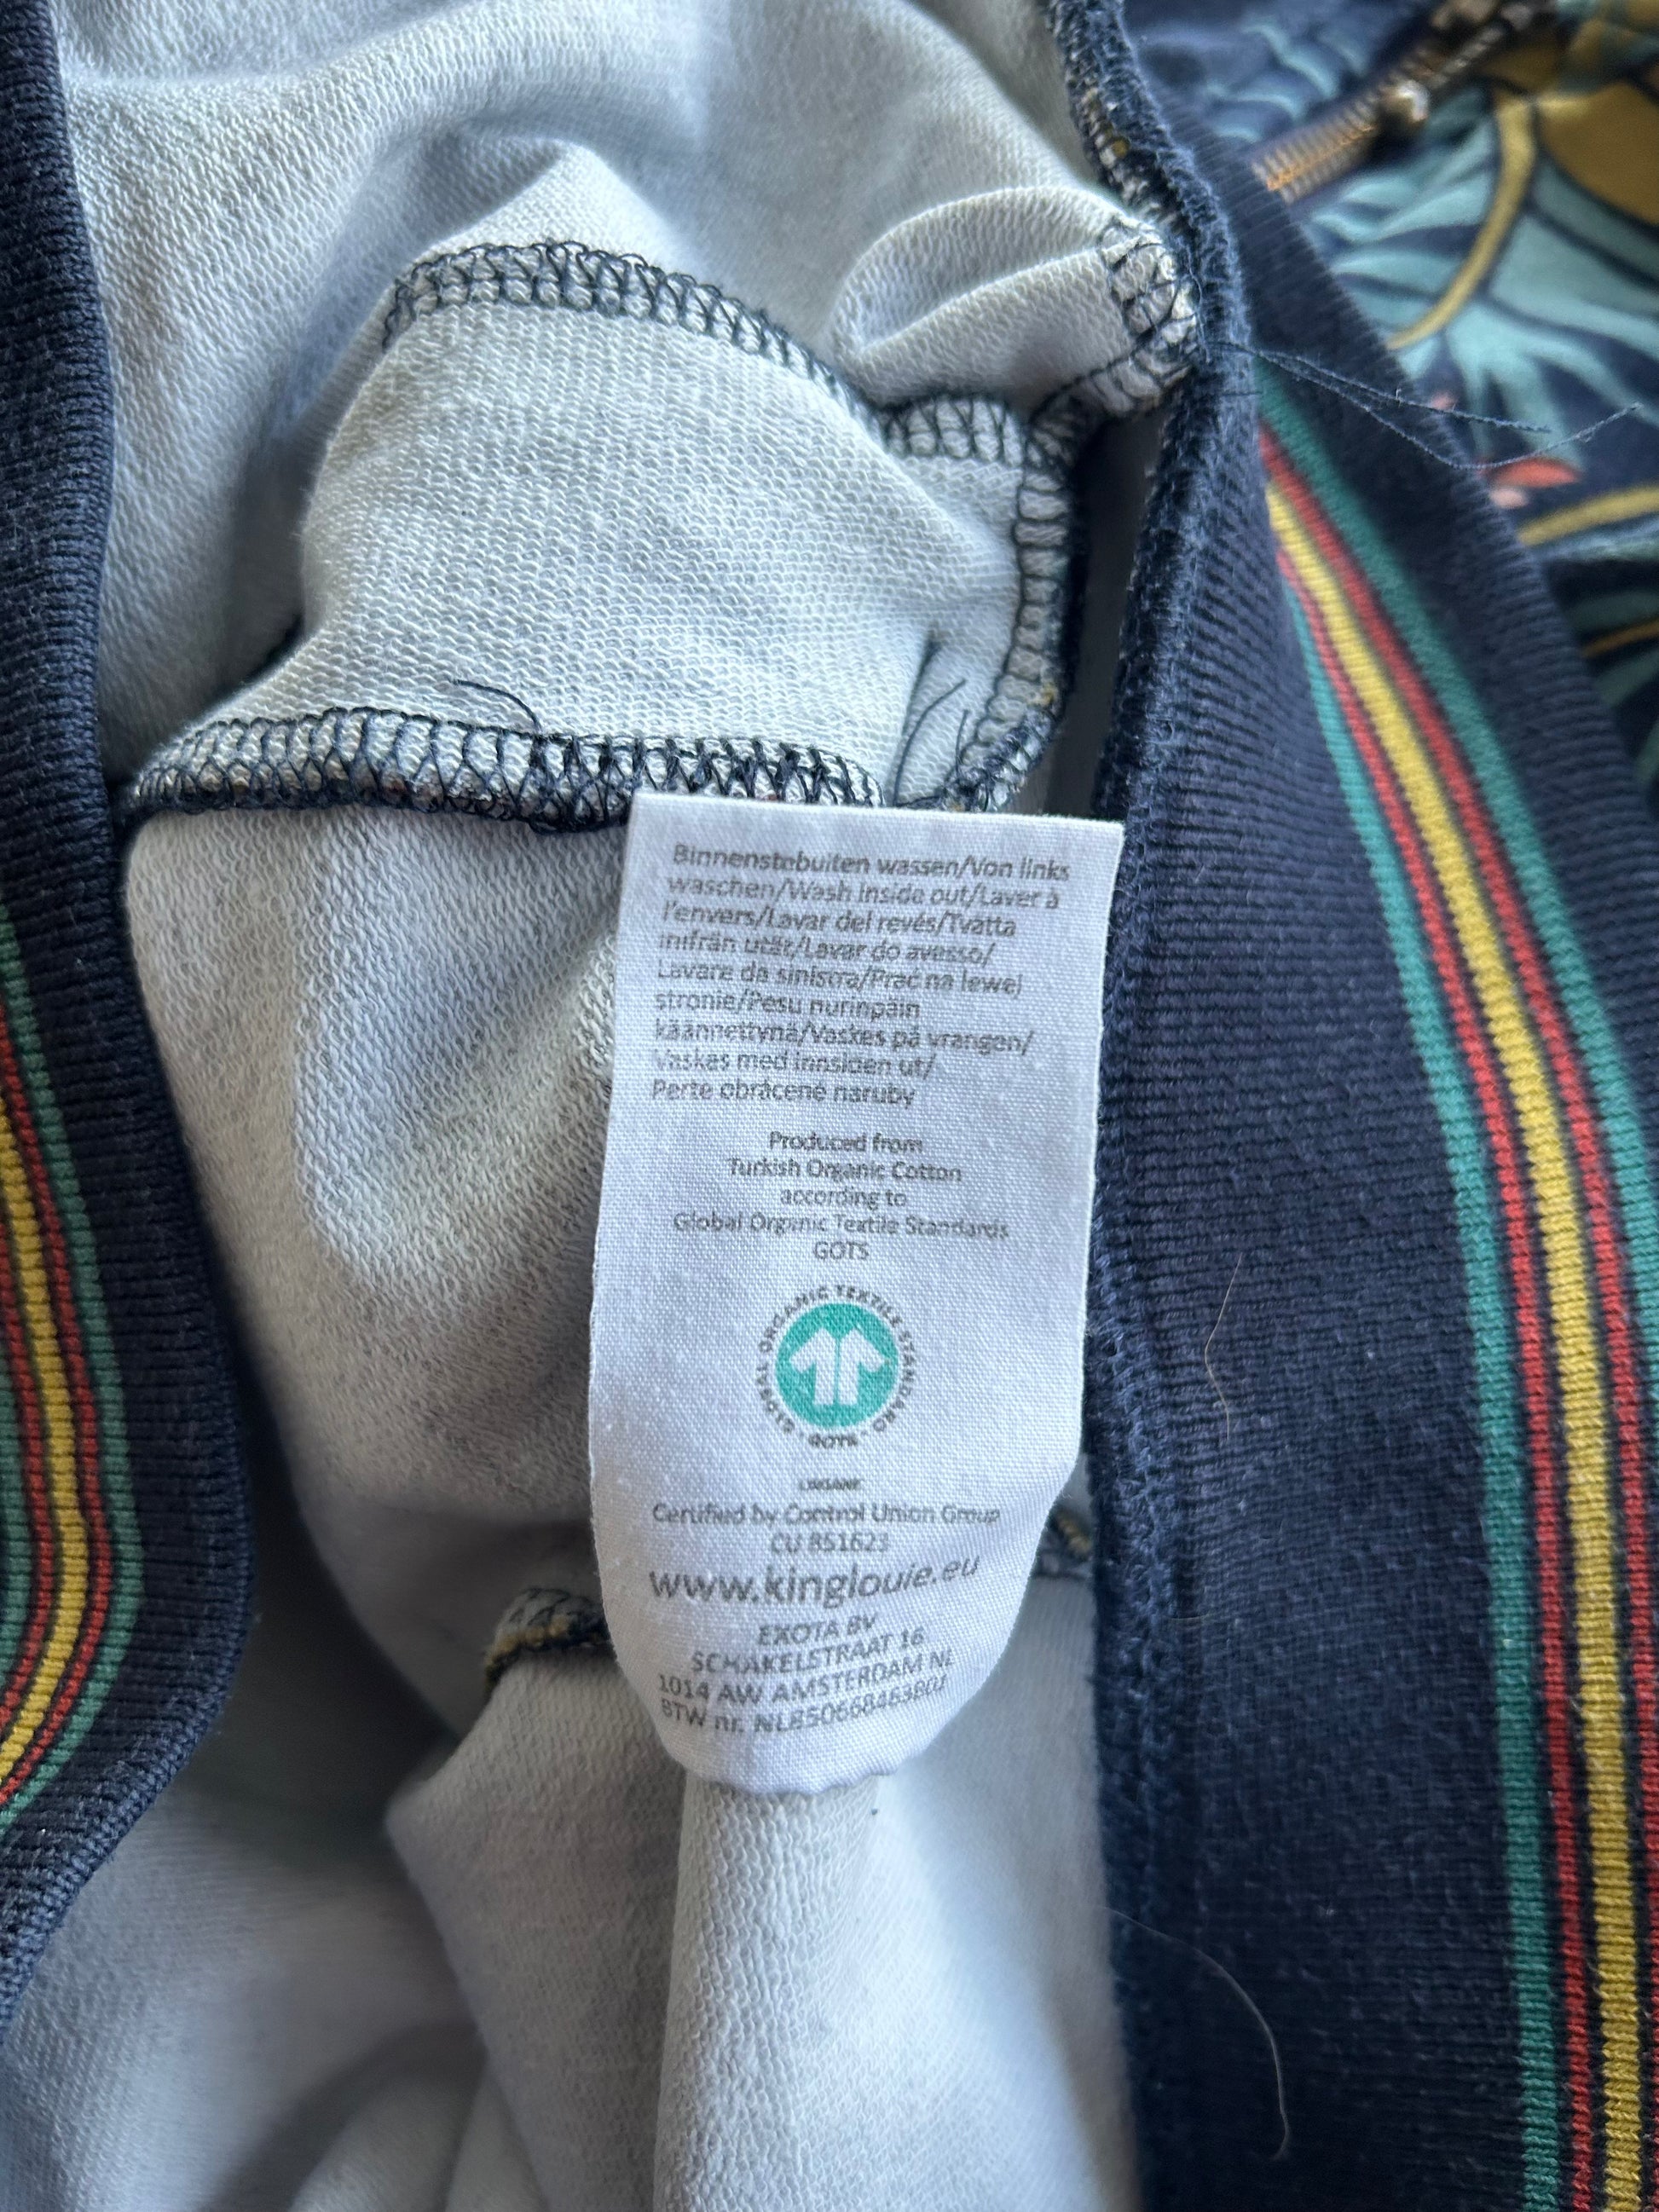 Binnenstebuiten wassen/Von links
waschen/Wash inside out/Laver à
l'envers/Lavar del revés/Tvätta
inifrån utåt/Lavar do avesso/
Lavare da sinistra/Prać na lewej
stronie/Pesu nurinpäin
käännettynä/Vaskes på vrangen/
Vaskas med innsiden ut/
Perte obrácené naruby
Produced from
Turkish Organic Cotton
according to
Global Organic Textile Standards
GOTS
GLOBAL ORGANIC TEXTILE STANDARD · GOTS ·
ORGANIC
Certified by Control Union Group
CU 851623
www.kinglouie.eu
EXOTA BV
SCHAKELSTRAAT 16
1014 AW AMSTERDAM NL
BTW nr.